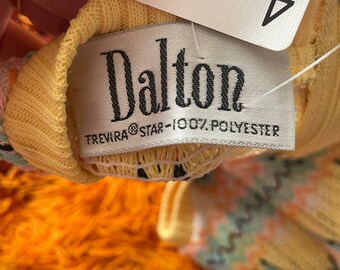 Dalton
TREVIRA® STAR-100% POLYESTER